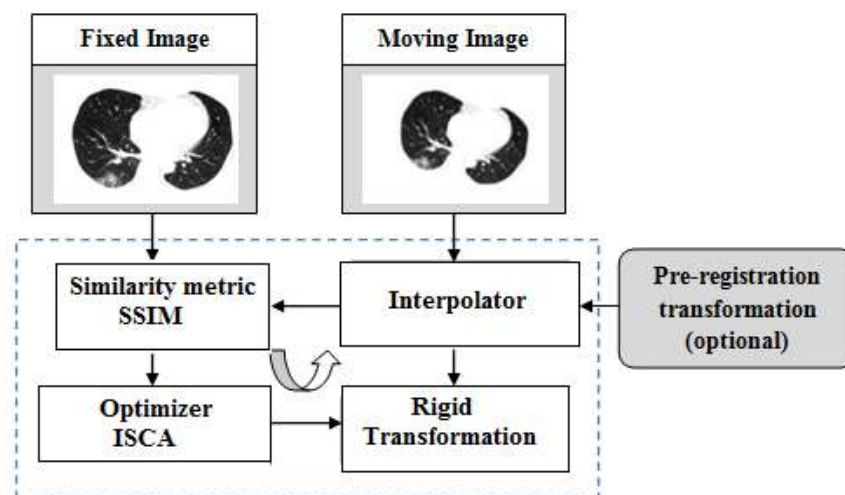 Fixed Image
Moving Image
Similarity metric
SSIM
Interpolator
Pre-registration
transformation
(optional)
Optimizer
ISCA
Rigid
Transformation